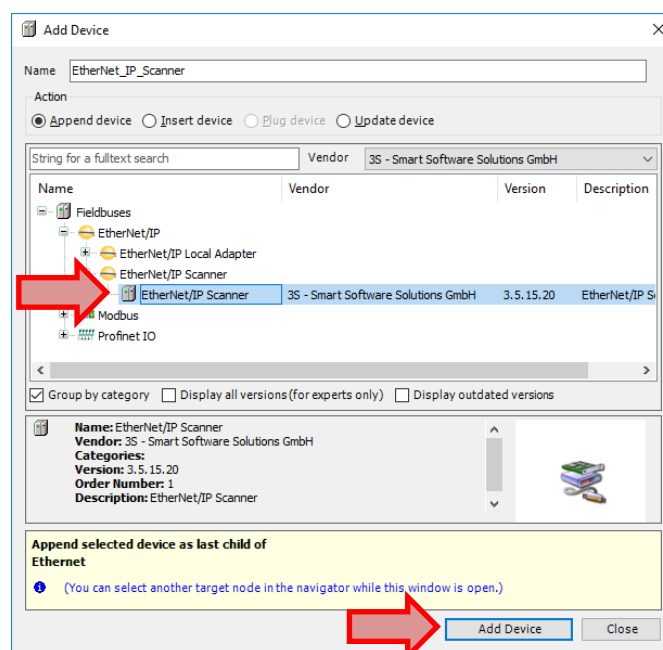 Add Device
Name EtherNet_IP_Scanner
Action
Append device Insert device Plug device Update device
String for a fulltext search Vendor 3S - Smart Software Solutions GmbH
Name Vendor Version Description
Fieldbuses
EtherNet/IP
EtherNet/IP Local Adapter
EtherNet/IP Scanner
EtherNet/IP Scanner 3S - Smart Software Solutions GmbH 3.5.15.20 EtherNet/IP S
Modbus
Profinet IO
Group by category Display all versions (for experts only) Display outdated versions
Name: EtherNet/IP Scanner
Vendor: 3S - Smart Software Solutions GmbH
Categories:
Version: 3.5.15.20
Order Number: 1
Description: EtherNet/IP Scanner
Append selected device as last child of
Ethernet
(You can select another target node in the navigator while this window is open.)
Add Device Close